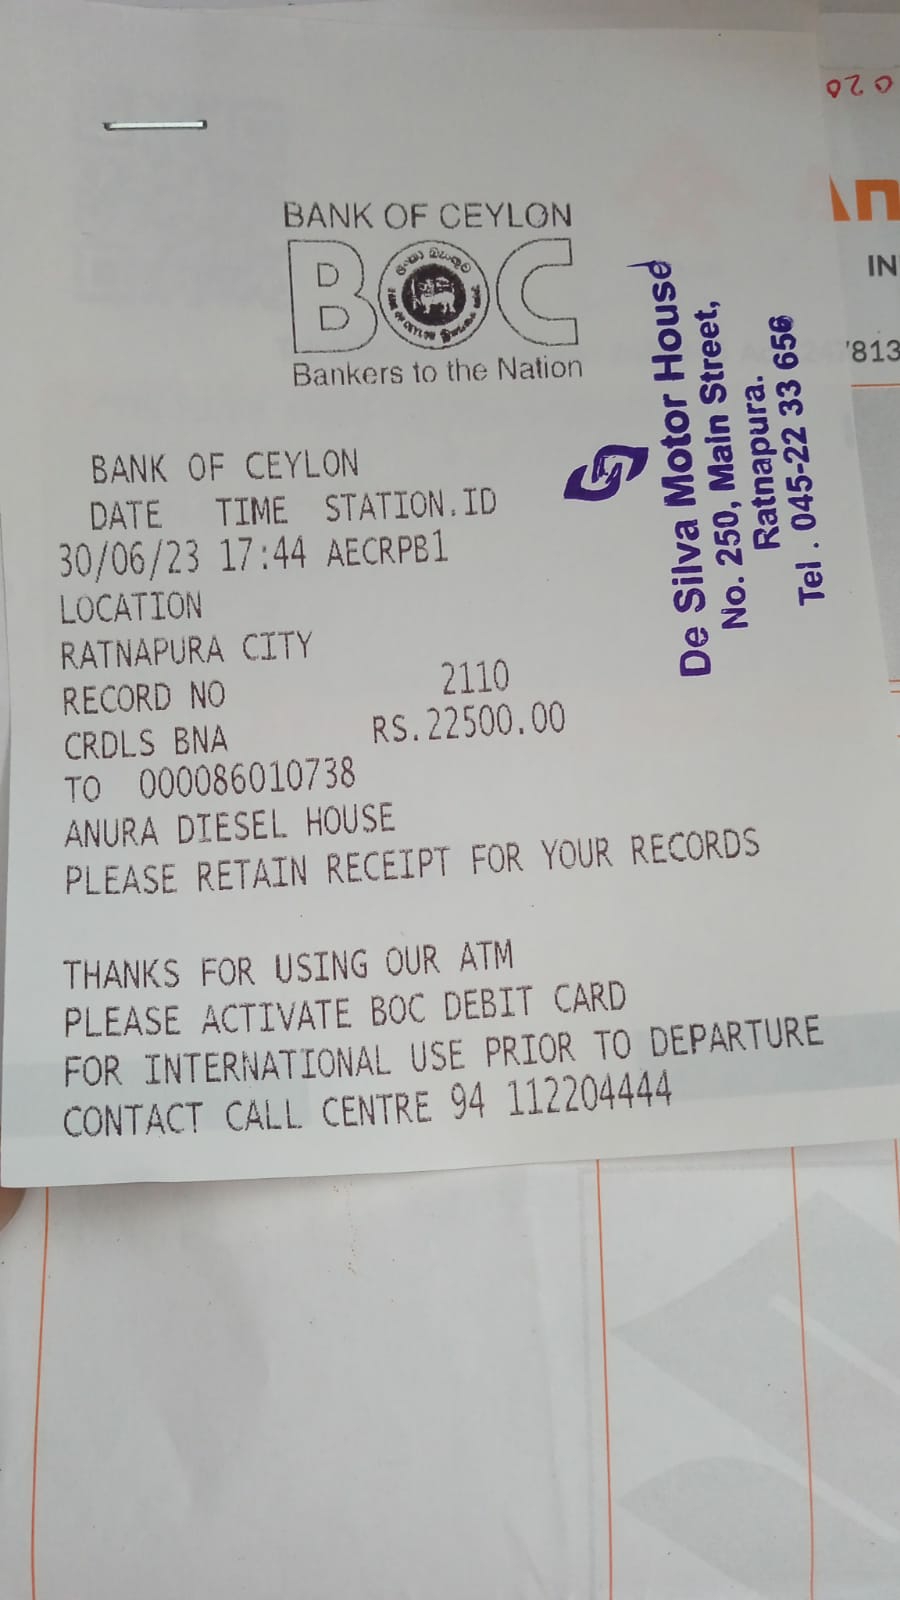 020
BANK OF CEYLON
BOC
Bankers to the Nation
De Silva Motor House
No. 250, Main Street,
Ratnapura.
Tel . 045-22 33 656
IN
7813
BANK OF CEYLON
DATE TIME STATION.ID
30/06/23 17:44 AECRPB1
LOCATION
RATNAPURA CITY
RECORD NO 2110
CRDLS BNA RS.22500.00
TO 000086010738
ANURA DIESEL HOUSE
PLEASE RETAIN RECEIPT FOR YOUR RECORDS
THANKS FOR USING OUR ATM
PLEASE ACTIVATE BOC DEBIT CARD
FOR INTERNATIONAL USE PRIOR TO DEPARTURE
CONTACT CALL CENTRE 94 112204444